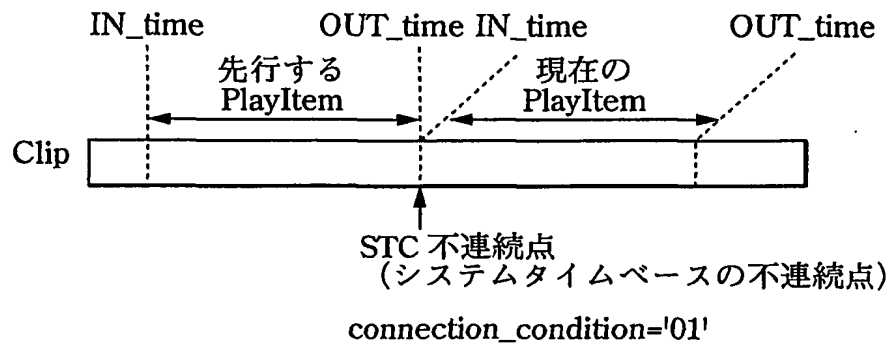 IN_time OUT_time IN_time OUT_time
先行する 現在の
PlayItem PlayItem
Clip
STC 不連続点
（システムタイムベースの不連続点）
connection_condition='01'